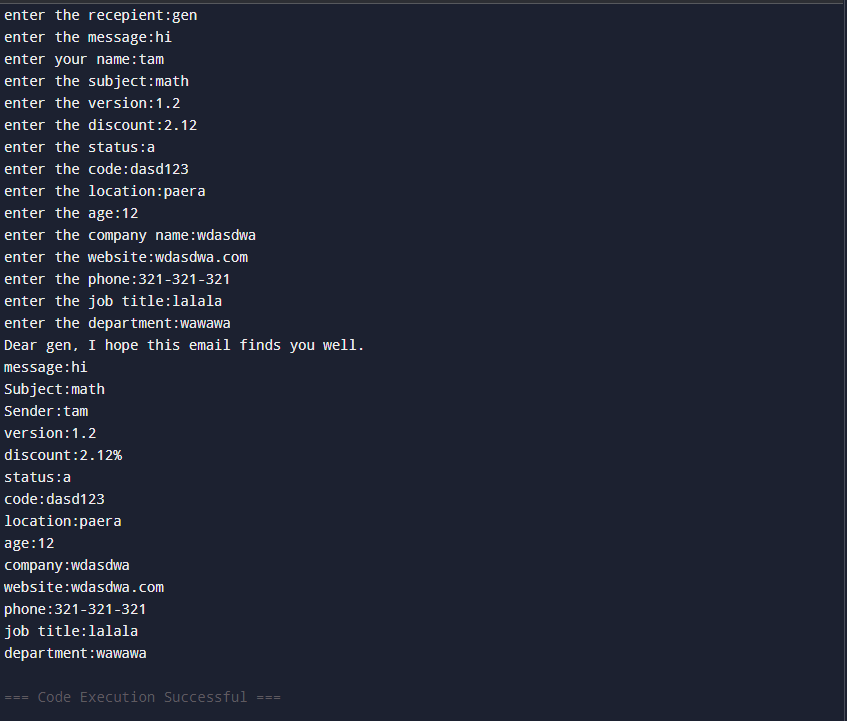 enter the recepient:gen
enter the message:hi
enter your name:tam
enter the subject:math
enter the version:1.2
enter the discount:2.12
enter the status:a
enter the code:dasd123
enter the location:paera
enter the age:12
enter the company name:wdasdwa
enter the website:wdasdwa.com
enter the phone:321-321-321
enter the job title:lalala
enter the department:wawawa
Dear gen, I hope this email finds you well.
message:hi
Subject:math
Sender:tam
version:1.2
discount:2.12%
status:a
code:dasd123
location:paera
age:12
company:wdasdwa
website:wdasdwa.com
phone:321-321-321
job title:lalala
department:wawawa
=== Code Execution Successful ===